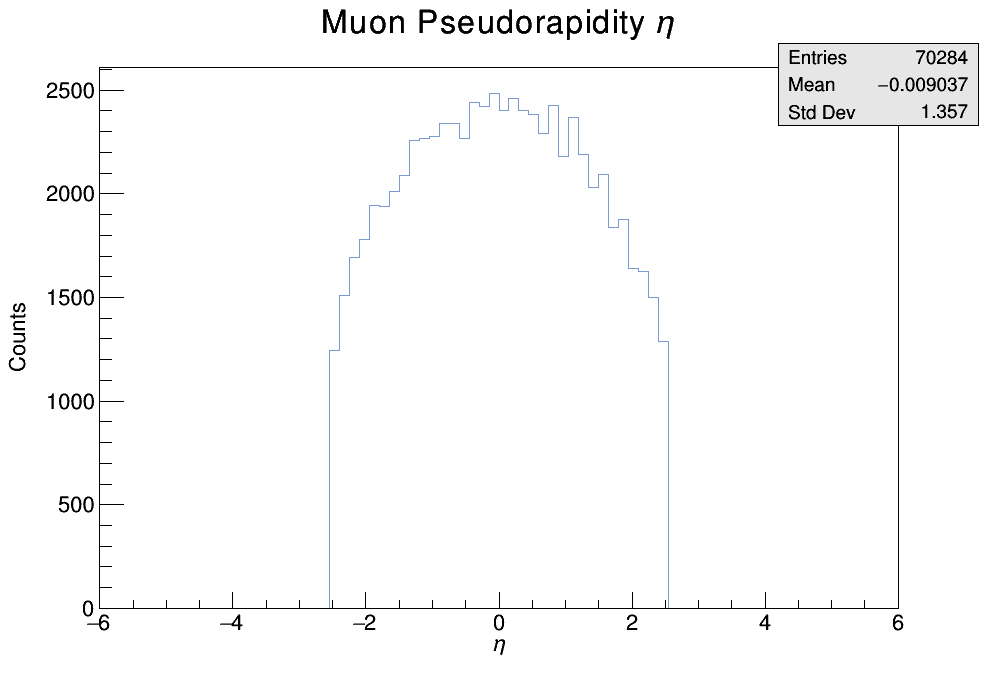 Muon Pseudorapidity η
Entries 70284
Mean −0.009037
Std Dev 1.357
2500
2000
1500
1000
500
0
Counts
−6 −4 −2 0 2 4 6
η